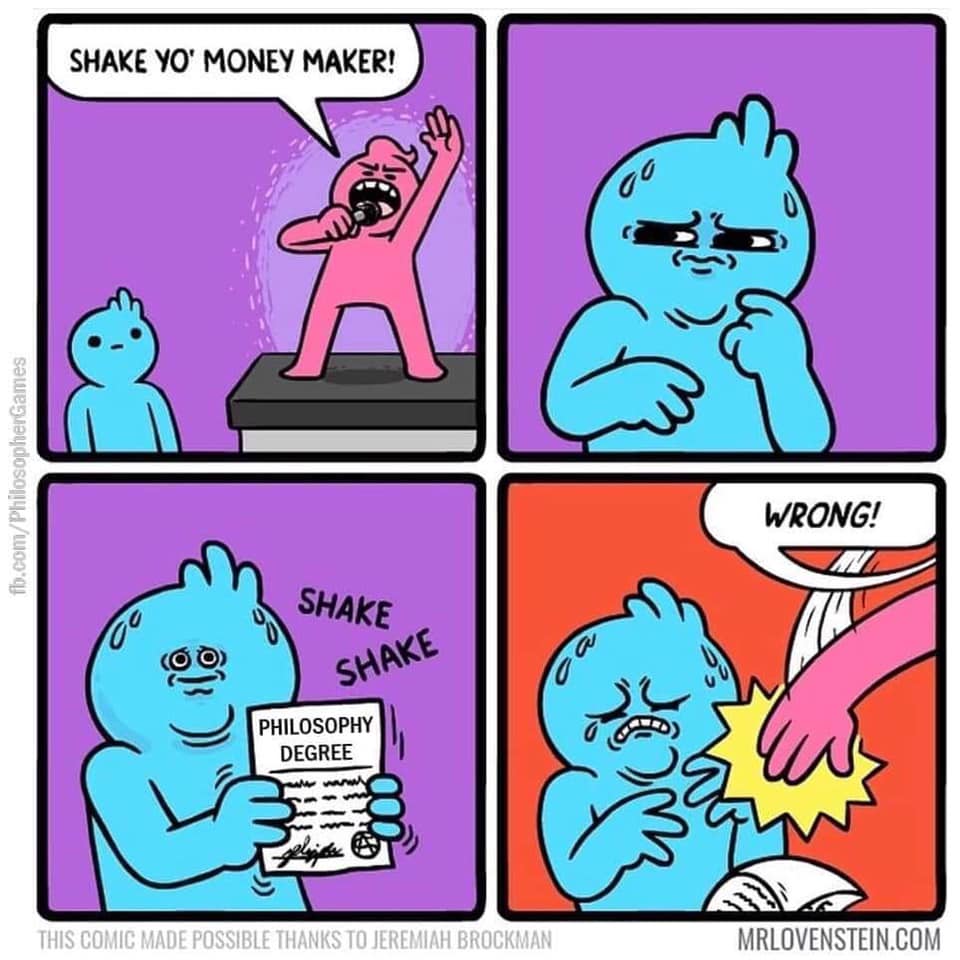 SHAKE YO' MONEY MAKER!
SHAKE
SHAKE
PHILOSOPHY
DEGREE
WRONG!
fb.com/PhilosopherGames
THIS COMIC MADE POSSIBLE THANKS TO JEREMIAH BROCKMAN
MRLOVENSTEIN.COM